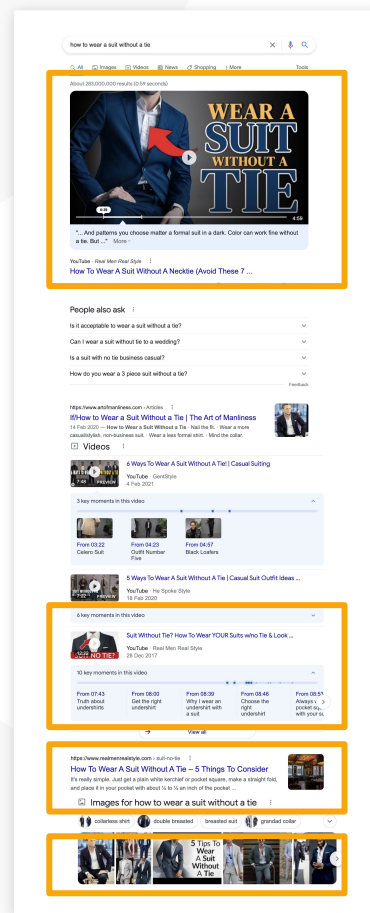 how to wear a suit without a tie
All Images Videos News Shopping More Tools
About 283,000,000 results (0.59 seconds)
WEAR A
SUIT
WITHOUT A
TIE
4:59
"... And patterns you choose matter a formal suit in a dark. Color can work fine without
a tie. But ..." More
YouTube · Real Men Real Style
How To Wear A Suit Without A Necktie (Avoid These 7 ...
People also ask
Is it acceptable to wear a suit without a tie?
Can I wear a suit without tie to a wedding?
Is a suit with no tie business casual?
How do you wear a 3 piece suit without a tie?
Feedback
https://www.artofmanliness.com › Articles
If/How to Wear a Suit Without a Tie | The Art of Manliness
14 Feb 2020 — How to Wear a Suit Without a Tie · Nail the fit. · Wear a more
casual/stylish, non-business suit. · Wear a less formal shirt. · Mind the collar.
Videos
6 Ways To Wear A Suit Without A Tie! | Casual Suiting
7:48 PREVIEW
YouTube · GentStyle
4 Feb 2021
3 key moments in this video
From 03:22 From 04:23 From 04:57
Celero Suit Outfit Number Black Loafers
Five
5 Ways To Wear A Suit Without A Tie | Casual Suit Outfit Ideas ...
PREVIEW
YouTube · He Spoke Style
18 Feb 2020
6 key moments in this video
Suit Without Tie? How To Wear YOUR Suits w/no Tie & Look ...
NO TIE?
YouTube · Real Men Real Style
28 Dec 2017
10 key moments in this video
From 07:43 From 08:00 From 08:39 From 08:46 From 08:5
Truth about Get the right Why I wear an Choose the Always
undershirts undershirt undershirt with right pocket
a suit undershirt with your
View all
https://www.realmenrealstyle.com › suit-no-tie
How To Wear A Suit Without A Tie – 5 Things To Consider
It's really simple. Just get a plain white kerchief or pocket square, make a straight fold,
and place it in your pocket with about ¼ to ½ an inch of the pocket ...
Images for how to wear a suit without a tie
collarless shirt double breasted breasted suit grandad collar
5 Tips To
Wear
A Suit
Without
A Tie